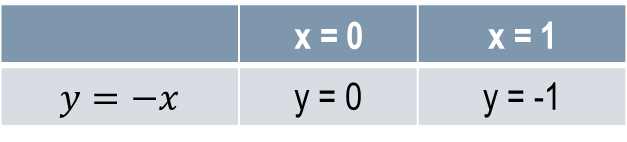 x = 0 x = 1
y = −x y = 0 y = -1